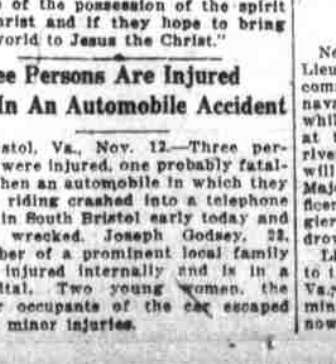 of the possession of the spirit
hrist and if they hope to bring
world to Jesus the Christ."
ee Persons Are Injured
In An Automobile Accident
istol, Va., Nov. 12.—Three per-
were injured, one probably fatal-
hen an automobile in which they
riding crashed into a telephone
in South Bristol early today and
wrecked. Joseph Godsey, 22,
ber of a prominent local family
injured internally and is in a
ital. Two young women, the
r occupants of the car escaped
minor injuries.
Ne
Lieu
com
nav
whil
at
rive
will
Ma
ficer
gier
drov
Li
to
Va.,
min
now